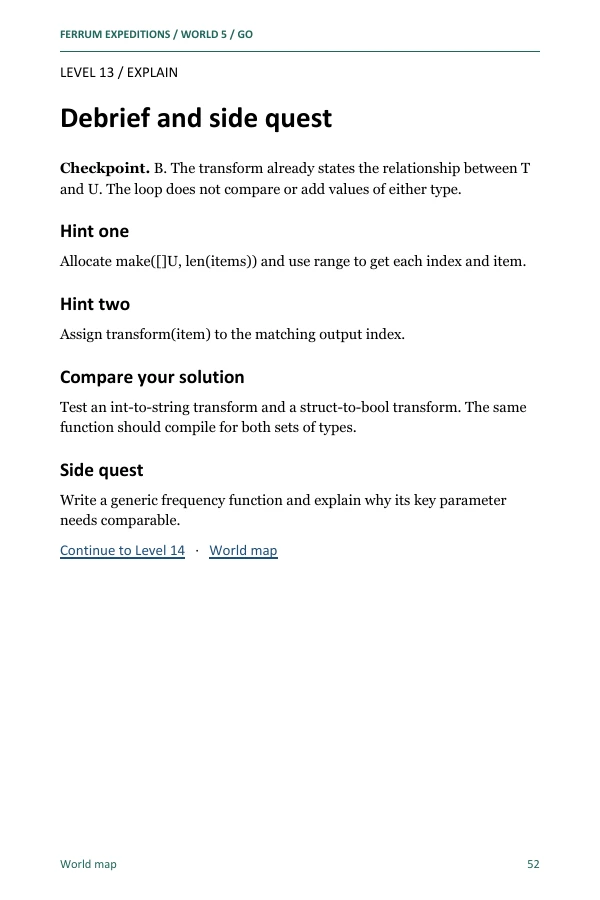 FERRUM EXPEDITIONS / WORLD 5 / GO
LEVEL 13 / EXPLAIN
Debrief and side quest
Checkpoint. B. The transform already states the relationship between T
and U. The loop does not compare or add values of either type.
Hint one
Allocate make([]U, len(items)) and use range to get each index and item.
Hint two
Assign transform(item) to the matching output index.
Compare your solution
Test an int-to-string transform and a struct-to-bool transform. The same
function should compile for both sets of types.
Side quest
Write a generic frequency function and explain why its key parameter
needs comparable.
Continue to Level 14 · World map
World map 52